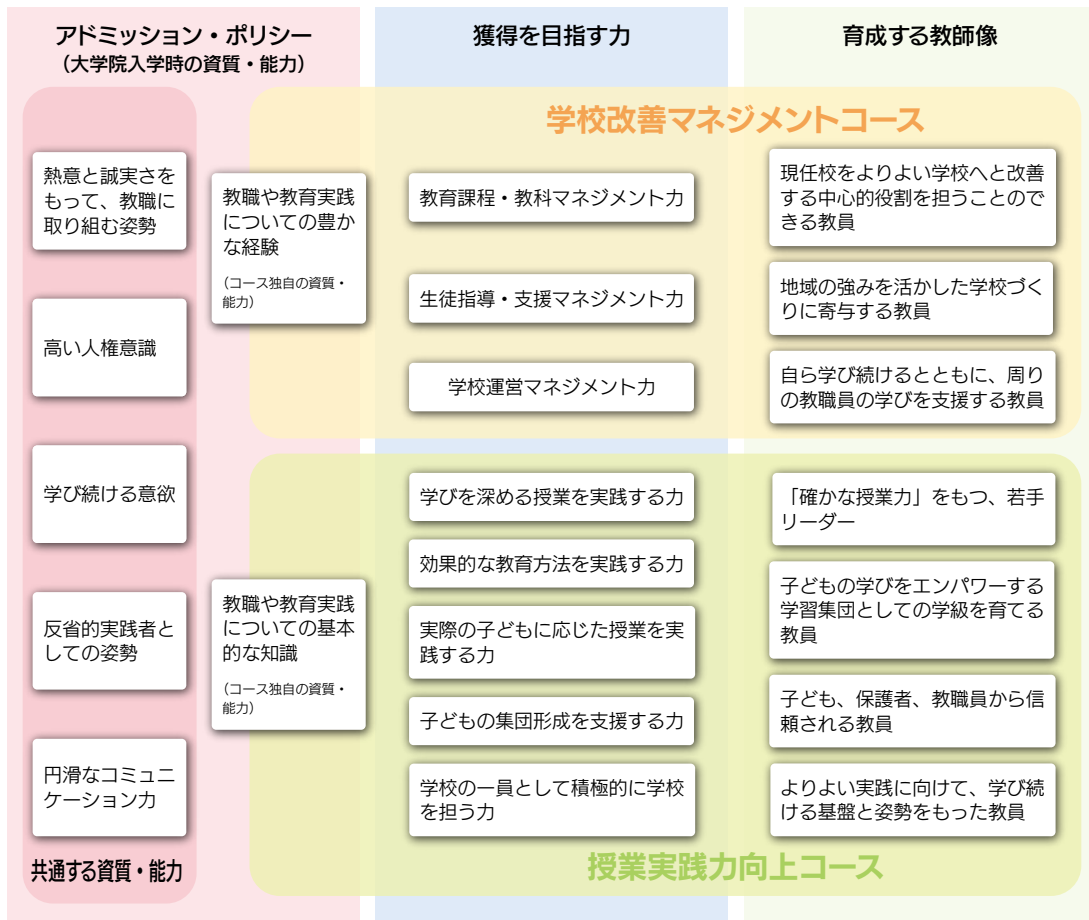 アドミッション・ポリシー
（大学院入学時の資質・能力）
獲得を目指す力
育成する教師像
熱意と誠実さを
もって、教職に
取り組む姿勢
高い人権意識
学び続ける意欲
反省的実践者と
しての姿勢
円滑なコミュニ
ケーション力
共通する資質・能力
学校改善マネジメントコース
教職や教育実践
についての豊か
な経験
（コース独自の資質・
能力）
教育課程・教科マネジメント力
生徒指導・支援マネジメント力
学校運営マネジメント力
現任校をよりよい学校へと改善
する中心的役割を担うことので
きる教員
地域の強みを活かした学校づく
りに寄与する教員
自ら学び続けるとともに、周り
の教職員の学びを支援する教員
教職や教育実践
についての基本
的な知識
（コース独自の資質・
能力）
学びを深める授業を実践する力
効果的な教育方法を実践する力
実際の子どもに応じた授業を実
践する力
子どもの集団形成を支援する力
学校の一員として積極的に学校
を担う力
「確かな授業力」をもつ、若手
リーダー
子どもの学びをエンパワーする
学習集団としての学級を育てる
教員
子ども、保護者、教職員から信
頼される教員
よりよい実践に向けて、学び続
ける基盤と姿勢をもった教員
授業実践力向上コース